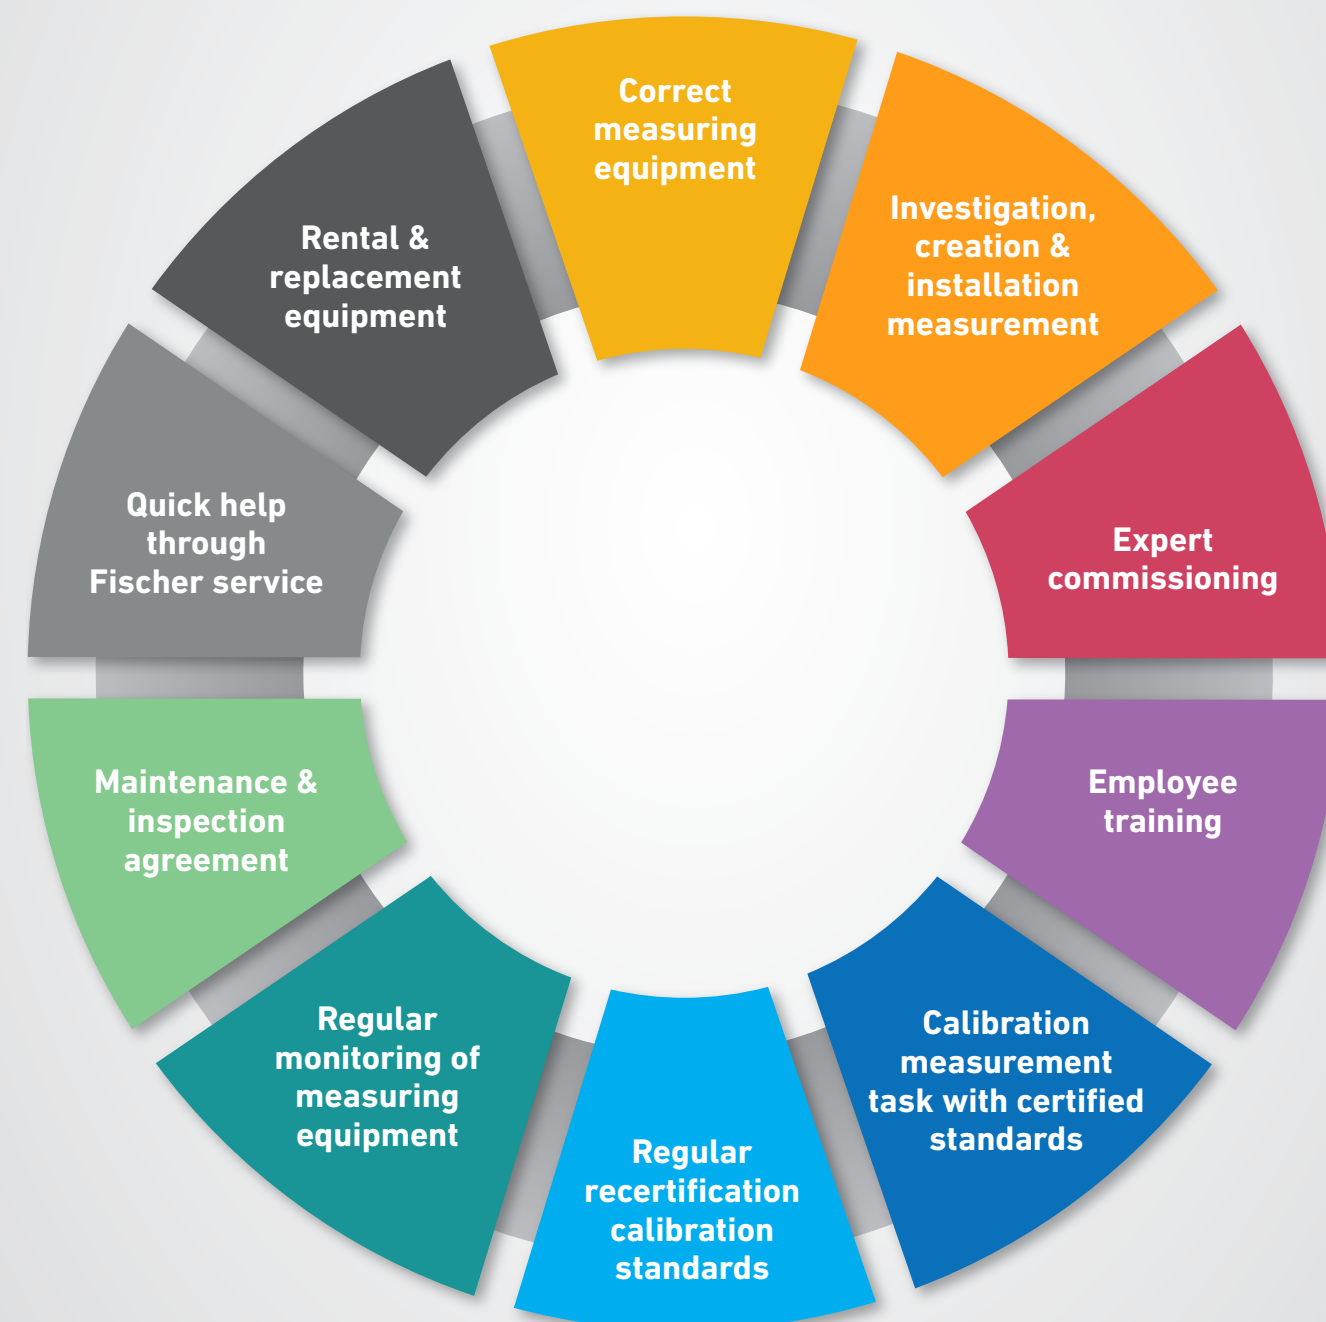 Correct
measuring
equipment
Investigation,
creation &
installation
measurement
Expert
commissioning
Employee
training
Calibration
measurement
task with certified
standards
Regular
recertification
calibration
standards
Regular
monitoring of
measuring
equipment
Maintenance &
inspection
agreement
Quick help
through
Fischer service
Rental &
replacement
equipment